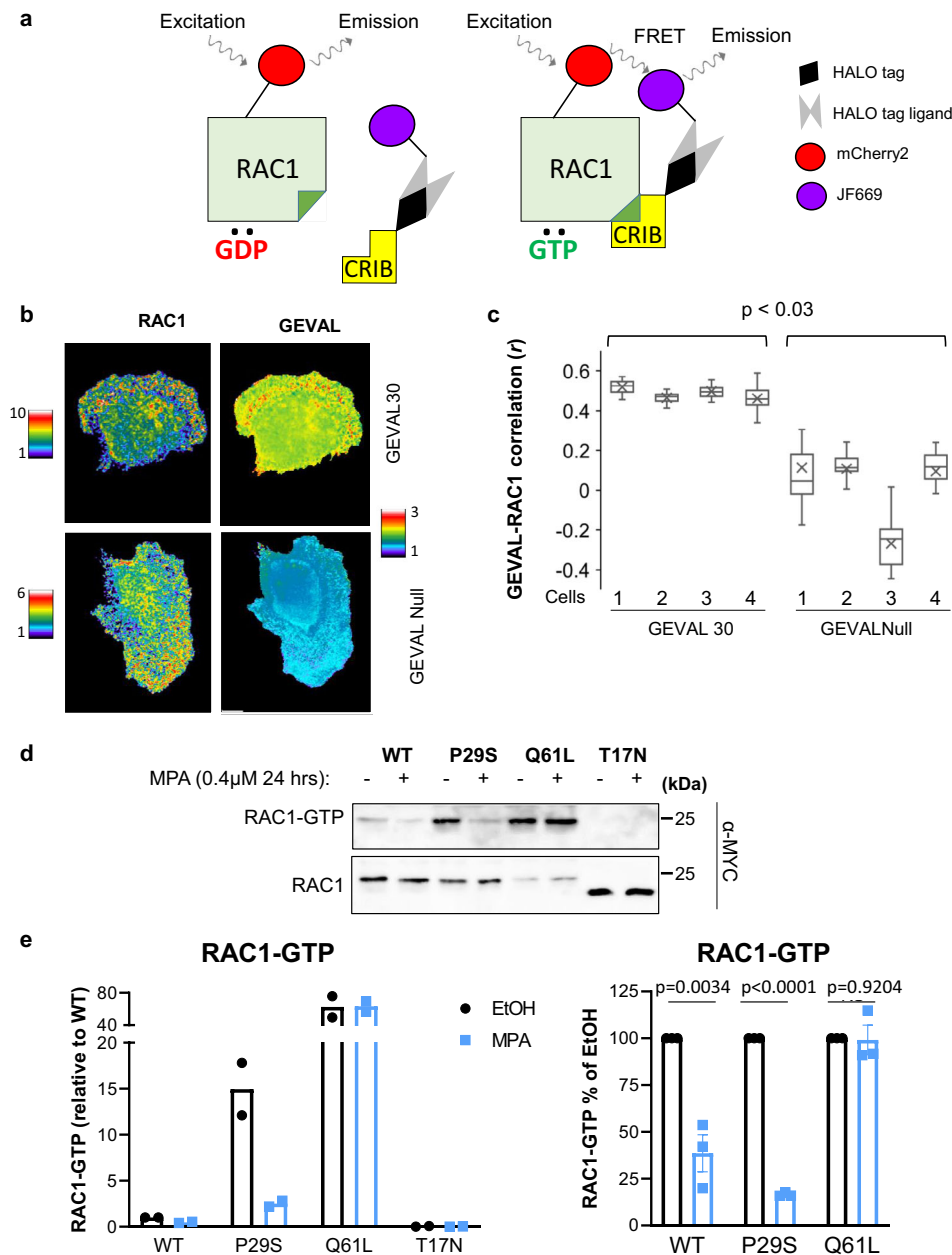 a
Excitation Emission Excitation FRET Emission
RAC1 RAC1
GDP CRIB GTP CRIB
HALO tag
HALO tag ligand
mCherry2
JF669
b
RAC1 GEVAL
10
1
GEVAL30
3
1
6
1
GEVAL Null
c
p < 0.03
GEVAL-RAC1 correlation (r)
0.6
0.4
0.2
0
-0.2
-0.4
Cells 1 2 3 4 1 2 3 4
GEVAL 30 GEVALNull
d
WT P29S Q61L T17N
MPA (0.4µM 24 hrs): - + - + - + - + (kDa)
RAC1-GTP 25
RAC1 25
α-MYC
e
RAC1-GTP
RAC1-GTP (relative to WT)
80
40
20
15
10
5
0
EtOH
MPA
WT P29S Q61L T17N
RAC1-GTP
p=0.0034 p<0.0001 p=0.9204
RAC1-GTP % of EtOH
125
100
75
50
25
0
WT P29S Q61L